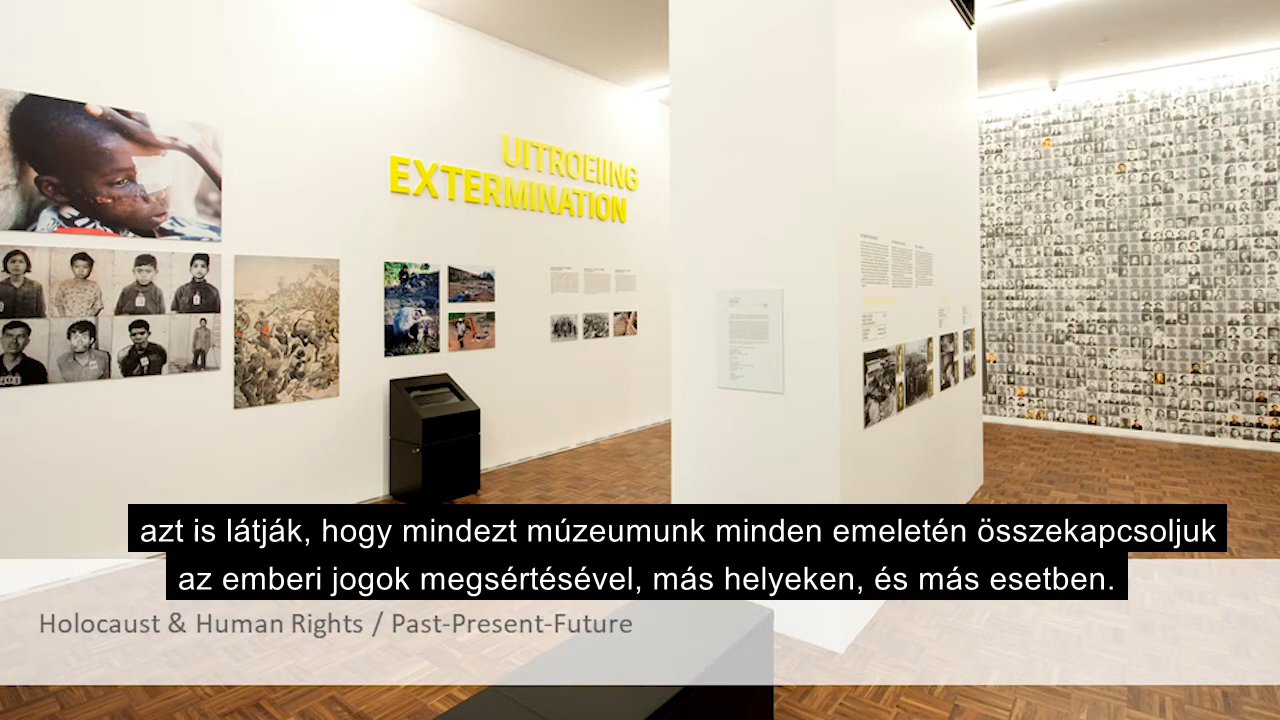 UITROEIING
EXTERMINATION
azt is látják, hogy mindezt múzeumunk minden emeletén összekapcsoljuk
az emberi jogok megsértésével, más helyeken, és más esetben.
Holocaust & Human Rights / Past-Present-Future